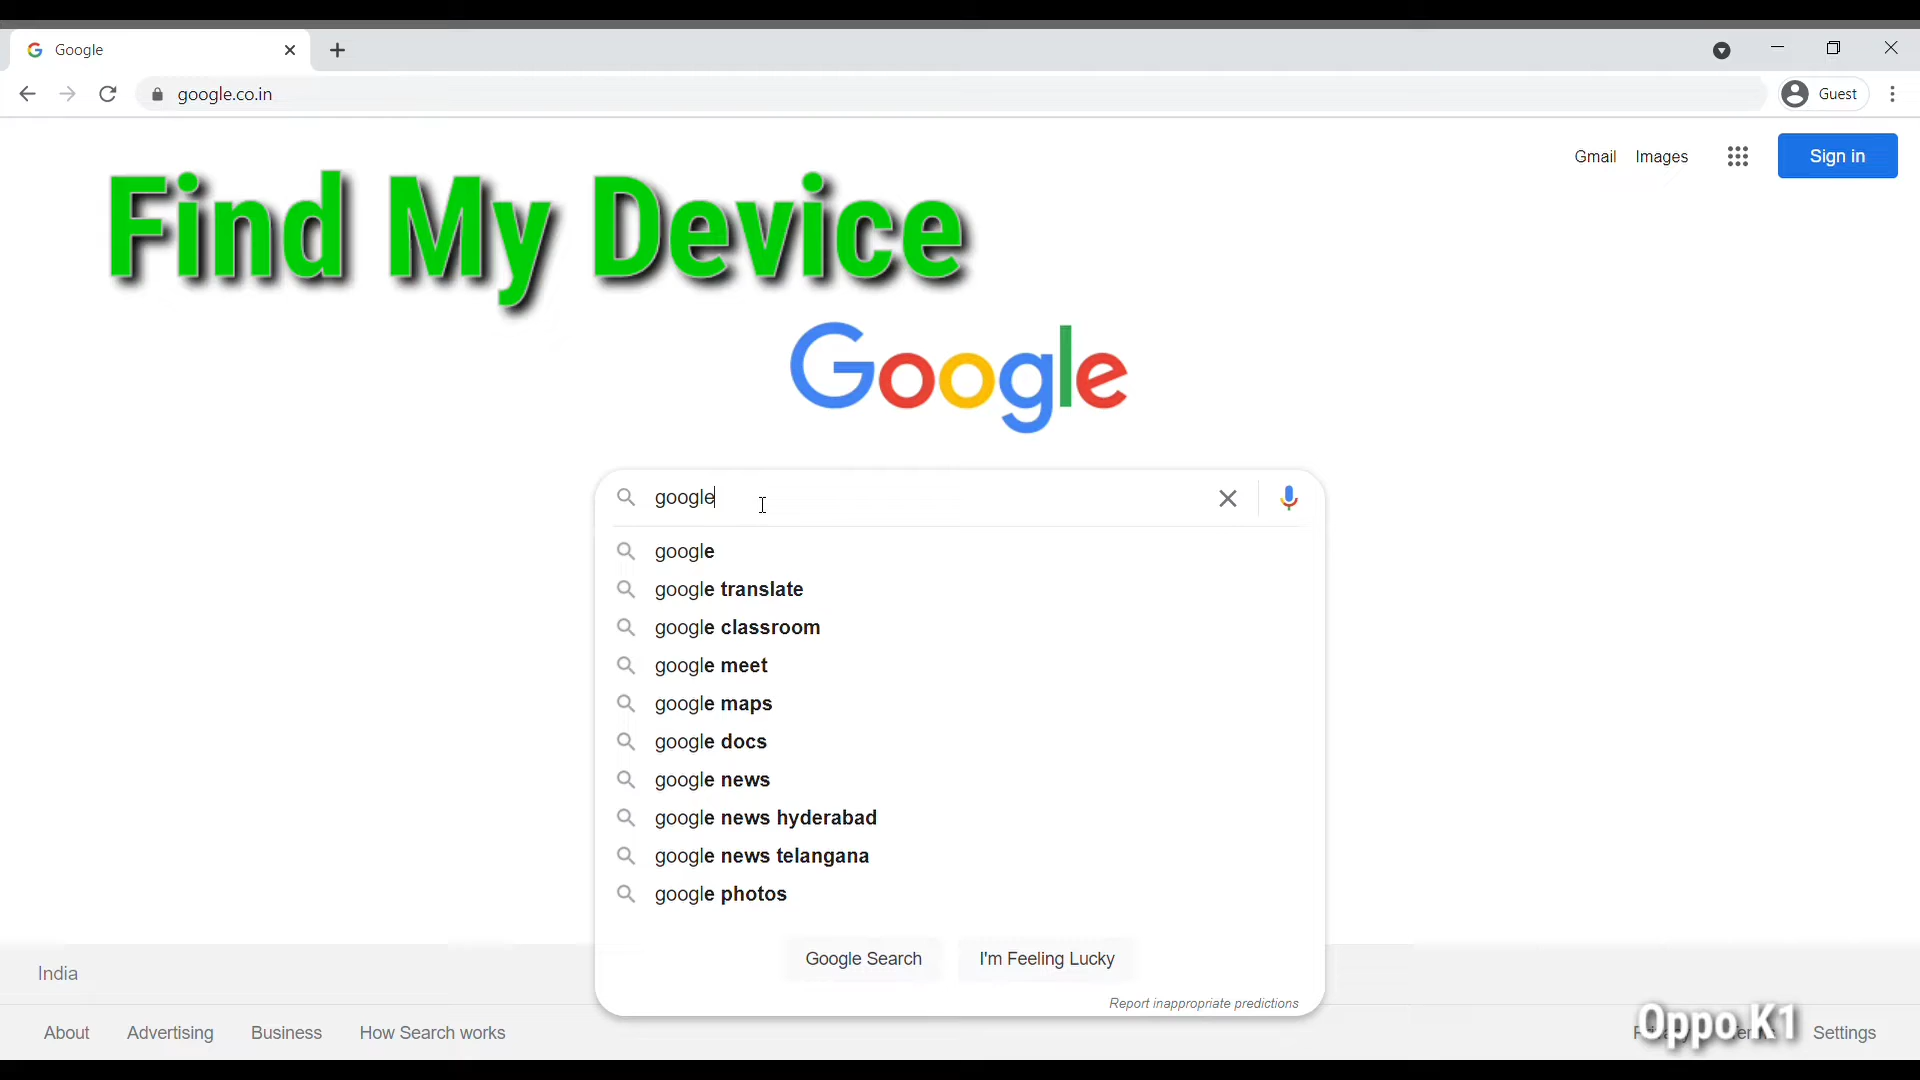 Google
google.co.in
Guest
Gmail Images Sign in
Find My Device
Google
google
google
google translate
google classroom
google meet
google maps
google docs
google news
google news hyderabad
google news telangana
google photos
Google Search I'm Feeling Lucky
Report inappropriate predictions
India
About Advertising Business How Search works
Oppo K1
Settings